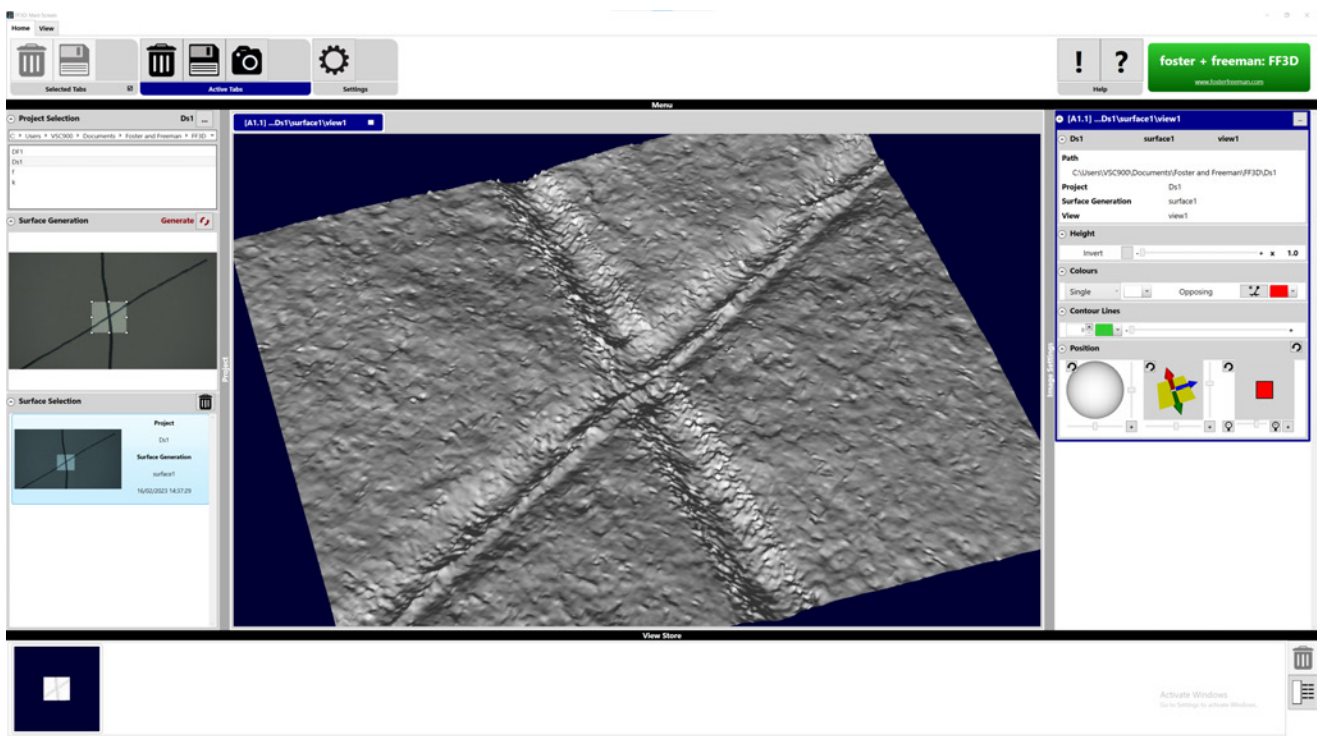 FF3D: Main Screen
Home View
Selected Tabs
Active Tabs
Settings
! ?
Help
foster + freeman: FF3D
www.fosterfreeman.com
Menu
Project Selection Ds1 ...
C: Users VSC900 Documents Foster and Freeman FF3D
DF1
Ds1
f
k
Surface Generation Generate
Surface Selection
Project
Ds1
Surface Generation
surface1
16/02/2023 14:37:29
Project
[A1.1] ...Ds1\surface1\view1
Image Settings
[A1.1] ...Ds1\surface1\view1 ...
Ds1 surface1 view1
Path
C:\Users\VSC900\Documents\Foster and Freeman\FF3D\Ds1
Project Ds1
Surface Generation surface1
View view1
Height
Invert - + x 1.0
Colours
Single Opposing
Contour Lines
- +
Position
View Store
Activate Windows
Go to Settings to activate Windows.